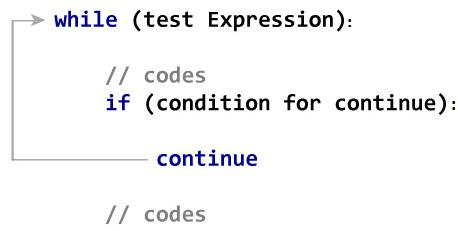 while (test Expression):
// codes
if (condition for continue):
continue
// codes